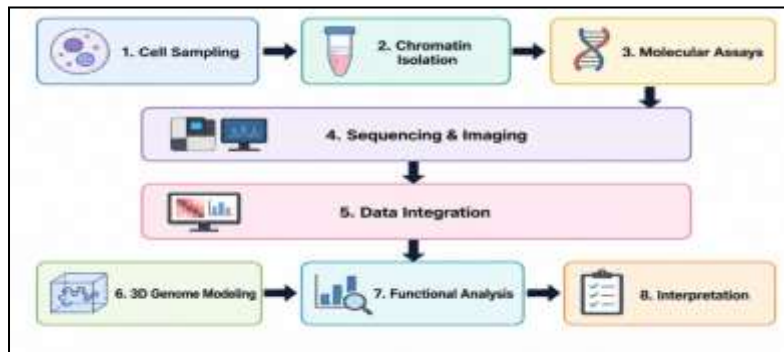 1. Cell Sampling
2. Chromatin
Isolation
3. Molecular Assays
4. Sequencing & Imaging
5. Data Integration
6. 3D Genome Modeling
7. Functional Analysis
8. Interpretation